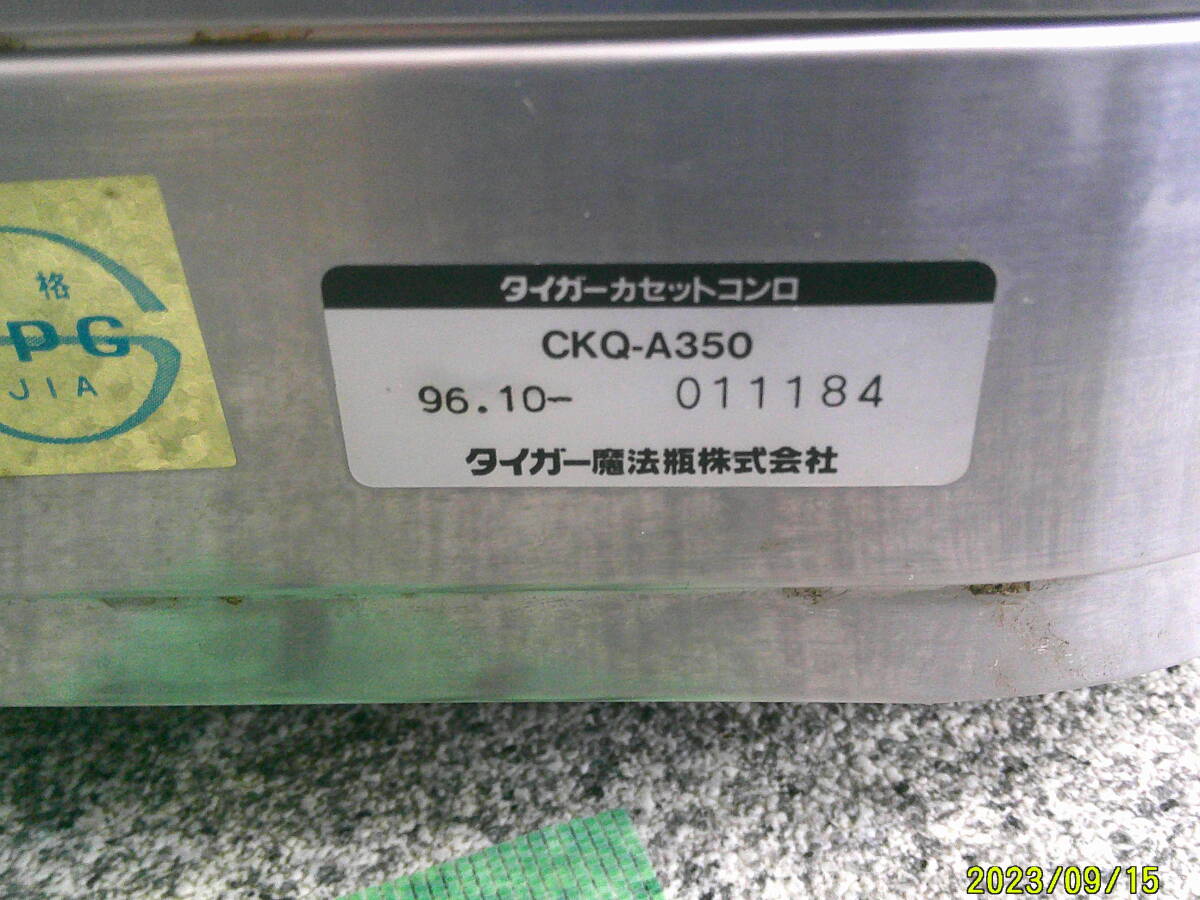 格
PG
JIA
タイガーカセットコンロ
CKQ-A350
96.10- 011184
タイガー魔法瓶株式会社
2023/09/15